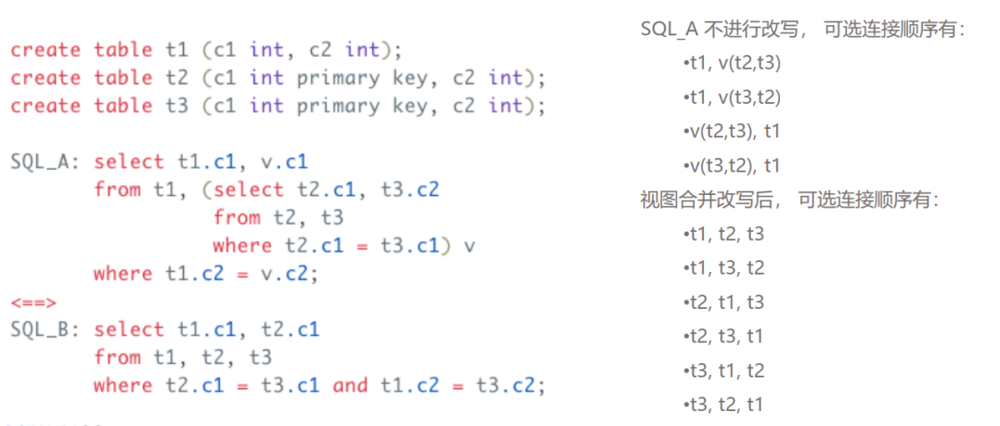 create table t1 (c1 int, c2 int);
create table t2 (c1 int primary key, c2 int);
create table t3 (c1 int primary key, c2 int);
SQL_A: select t1.c1, v.c1
from t1, (select t2.c1, t3.c2
from t2, t3
where t2.c1 = t3.c1) v
where t1.c2 = v.c2;
<==>
SQL_B: select t1.c1, t2.c1
from t1, t2, t3
where t2.c1 = t3.c1 and t1.c2 = t3.c2;
SQL_A 不进行改写， 可选连接顺序有：
•t1, v(t2,t3)
•t1, v(t3,t2)
•v(t2,t3), t1
•v(t3,t2), t1
视图合并改写后， 可选连接顺序有：
•t1, t2, t3
•t1, t3, t2
•t2, t1, t3
•t2, t3, t1
•t3, t1, t2
•t3, t2, t1